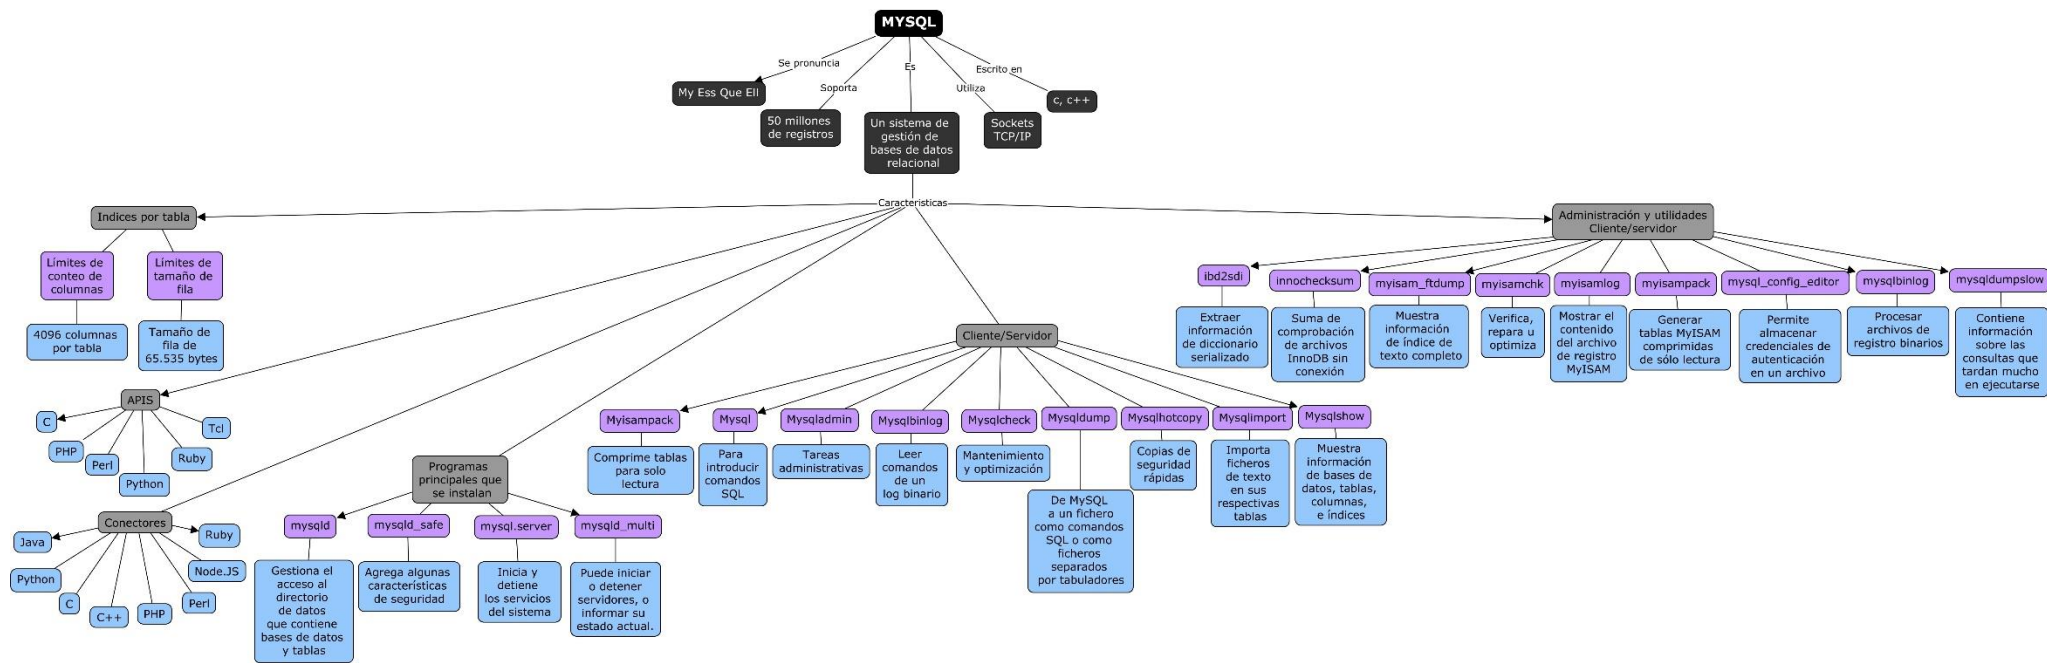 MYSQL
Se pronuncia
Soporta
Es
Utiliza
Escrito en
My Ess Que Ell
50 millones
de registros
Un sistema de
gestión de
bases de datos
relacional
Sockets
TCP/IP
c, c++
Caracteristicas
Indices por tabla
Límites de
conteo de
columnas
4096 columnas
por tabla
Límites de
tamaño de
fila
Tamaño de
fila de
65.535 bytes
APIS
C
PHP
Perl
Python
Ruby
Tcl
Conectores
Java
Python
C
C++
PHP
Perl
Node.JS
Ruby
Programas
principales que
se instalan
mysqld
Gestiona el
acceso al
directorio
de datos
que contiene
bases de datos
y tablas
mysqld_safe
Agrega algunas
características
de seguridad
mysql.server
Inicia y
detiene
los servicios
del sistema
mysqld_multi
Puede iniciar
o detener
servidores, o
informar su
estado actual.
Cliente/Servidor
Myisampack
Comprime tablas
para solo
lectura
Mysql
Para
introducir
comandos
SQL
Mysqladmin
Tareas
administrativas
Mysqlbinlog
Leer
comandos
de un
log binario
Mysqlcheck
Mantenimiento
y optimización
Mysqldump
De MySQL
a un fichero
como comandos
SQL o como
ficheros
separados
por tabuladores
Mysqlhotcopy
Copias de
seguridad
rápidas
Mysqlimport
Importa
ficheros
de texto
en sus
respectivas
tablas
Mysqlshow
Muestra
información
de bases de
datos, tablas,
columnas,
e índices
Administración y utilidades
Cliente/servidor
ibd2sdi
Extraer
información
de diccionario
serializado
innochecksum
Suma de
comprobación
de archivos
InnoDB sin
conexión
myisam_ftdump
Muestra
información
de índice de
texto completo
myisamchk
Verifica,
repara u
optimiza
myisamlog
Mostrar el
contenido
del archivo
de registro
MyISAM
myisampack
Generar
tablas MyISAM
comprimidas
de sólo lectura
mysql_config_editor
Permite
almacenar
credenciales de
autenticación
en un archivo
mysqlbinlog
Procesar
archivos de
registro binarios
mysqldumpslow
Contiene
información
sobre las
consultas que
tardan mucho
en ejecutarse